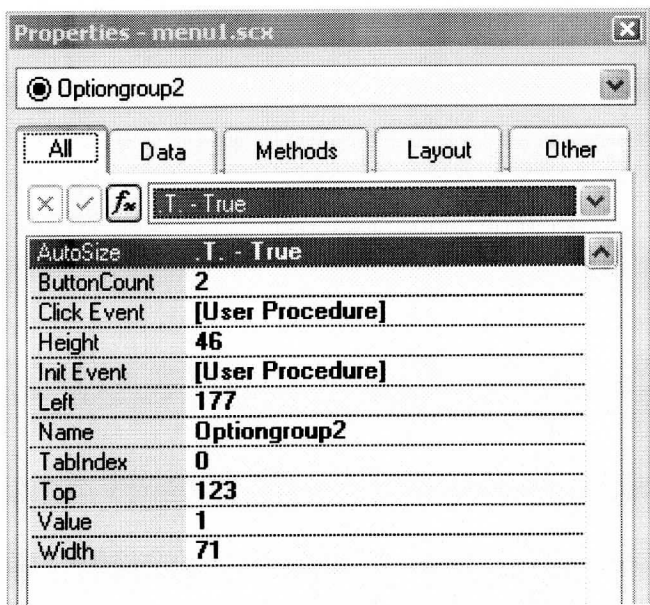 Properties - menu1.scx
Optiongroup2
All Data Methods Layout Other
fx .T. - True
AutoSize .T. - True
ButtonCount 2
Click Event [User Procedure]
Height 46
Init Event [User Procedure]
Left 177
Name Optiongroup2
TabIndex 0
Top 123
Value 1
Width 71